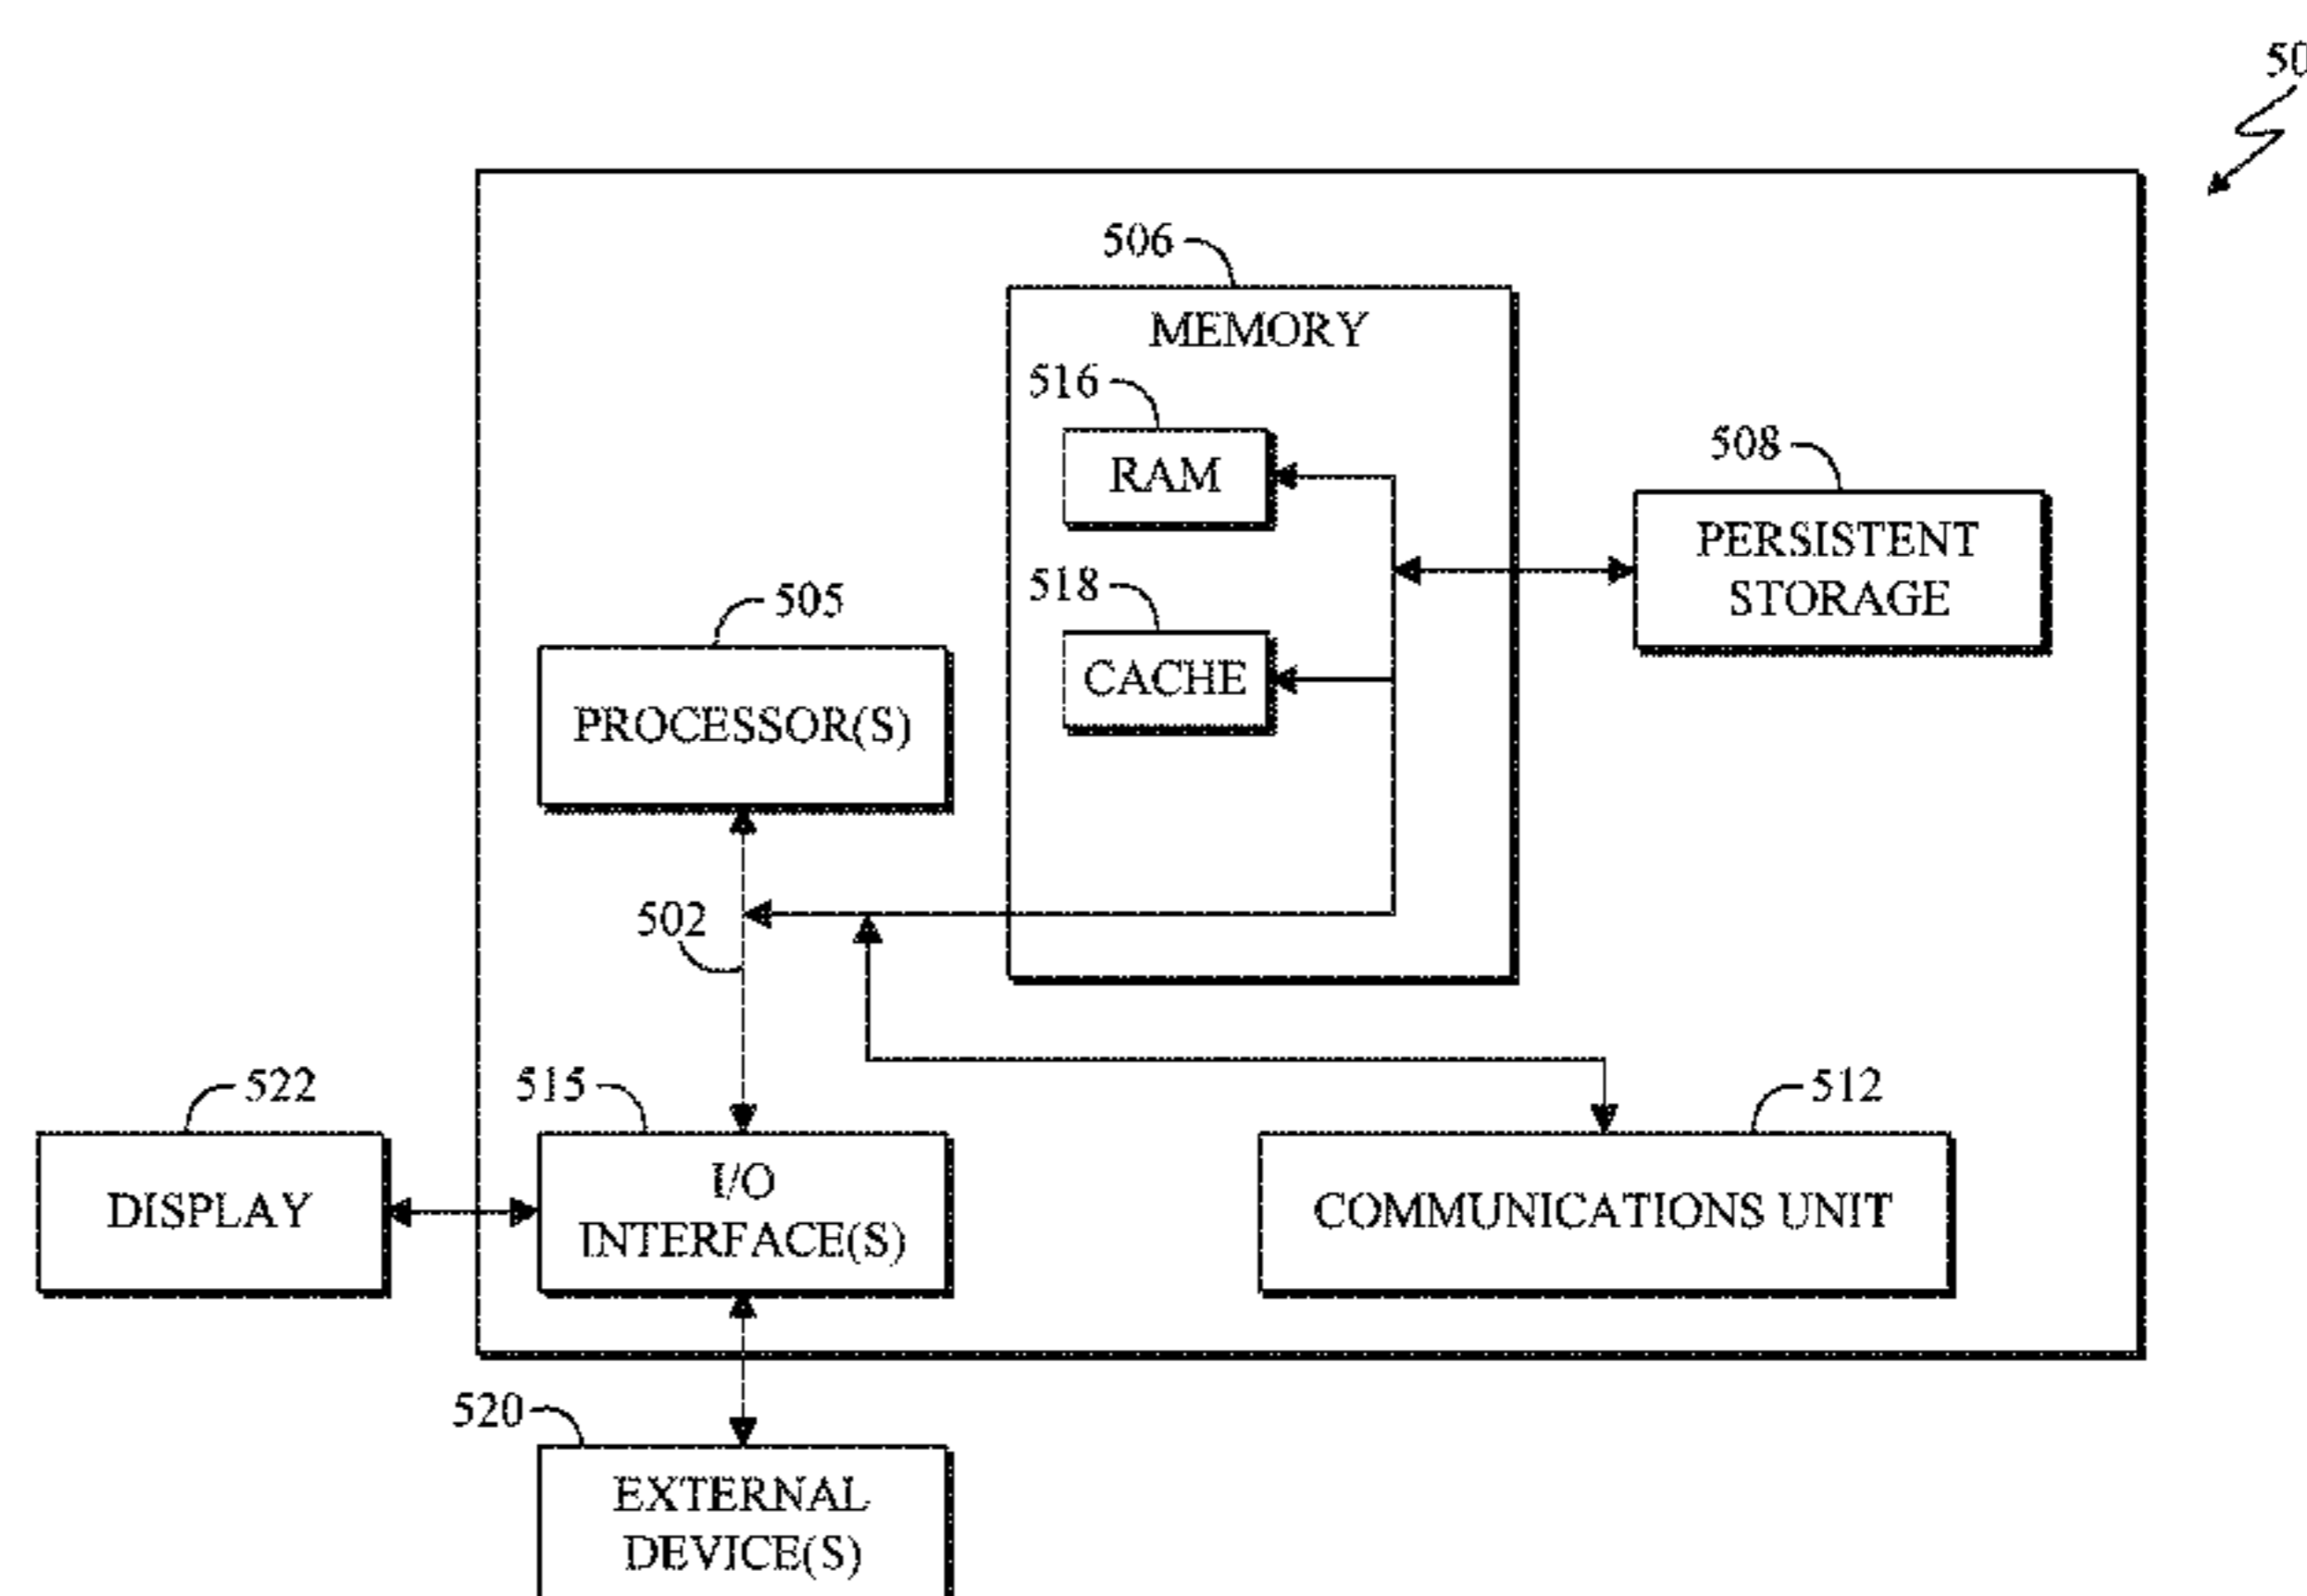 50
506
MEMORY
516
RAM
508
PERSISTENT
STORAGE
518
CACHE
505
PROCESSOR(S)
502
522
DISPLAY
515
I/O
INTERFACE(S)
512
COMMUNICATIONS UNIT
520
EXTERNAL
DEVICE(S)